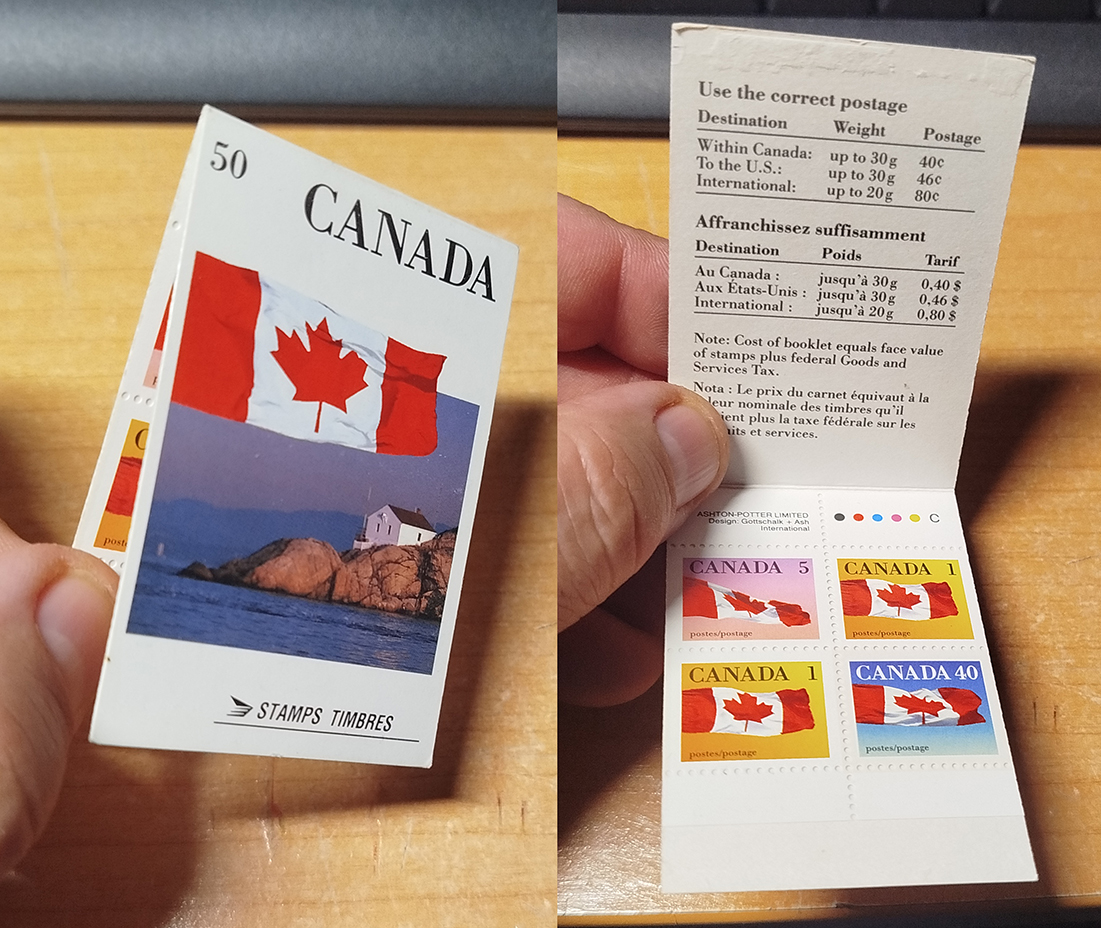 50
CANADA
STAMPS TIMBRES
Use the correct postage
Destination Weight Postage
Within Canada: up to 30g 40¢
To the U.S.: up to 30g 46¢
International: up to 20g 80¢
Affranchissez suffisamment
Destination Poids Tarif
Au Canada : jusqu'à 30g 0,40 $
Aux États-Unis : jusqu'à 30g 0,46 $
International : jusqu'à 20g 0,80 $
Note: Cost of booklet equals face value
of stamps plus federal Goods and
Services Tax.
Nota : Le prix du carnet équivaut à la
nominale des timbres qu'il
plus la taxe fédérale sur les
et services.
ASHTON-POTTER LIMITED
Design: Gottschalk + Ash
International
C
CANADA 5
postes/postage
CANADA 1
postes/postage
CANADA 1
postes/postage
CANADA 40
postes/postage